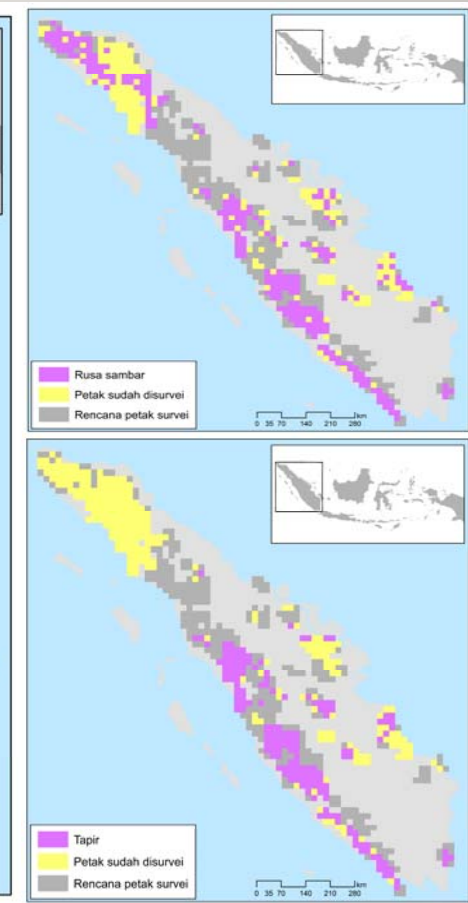 Rusa sambar
Petak sudah disurvei
Rencana petak survei
0 35 70 140 210 280 km
Tapir
Petak sudah disurvei
Rencana petak survei
0 35 70 140 210 280 km